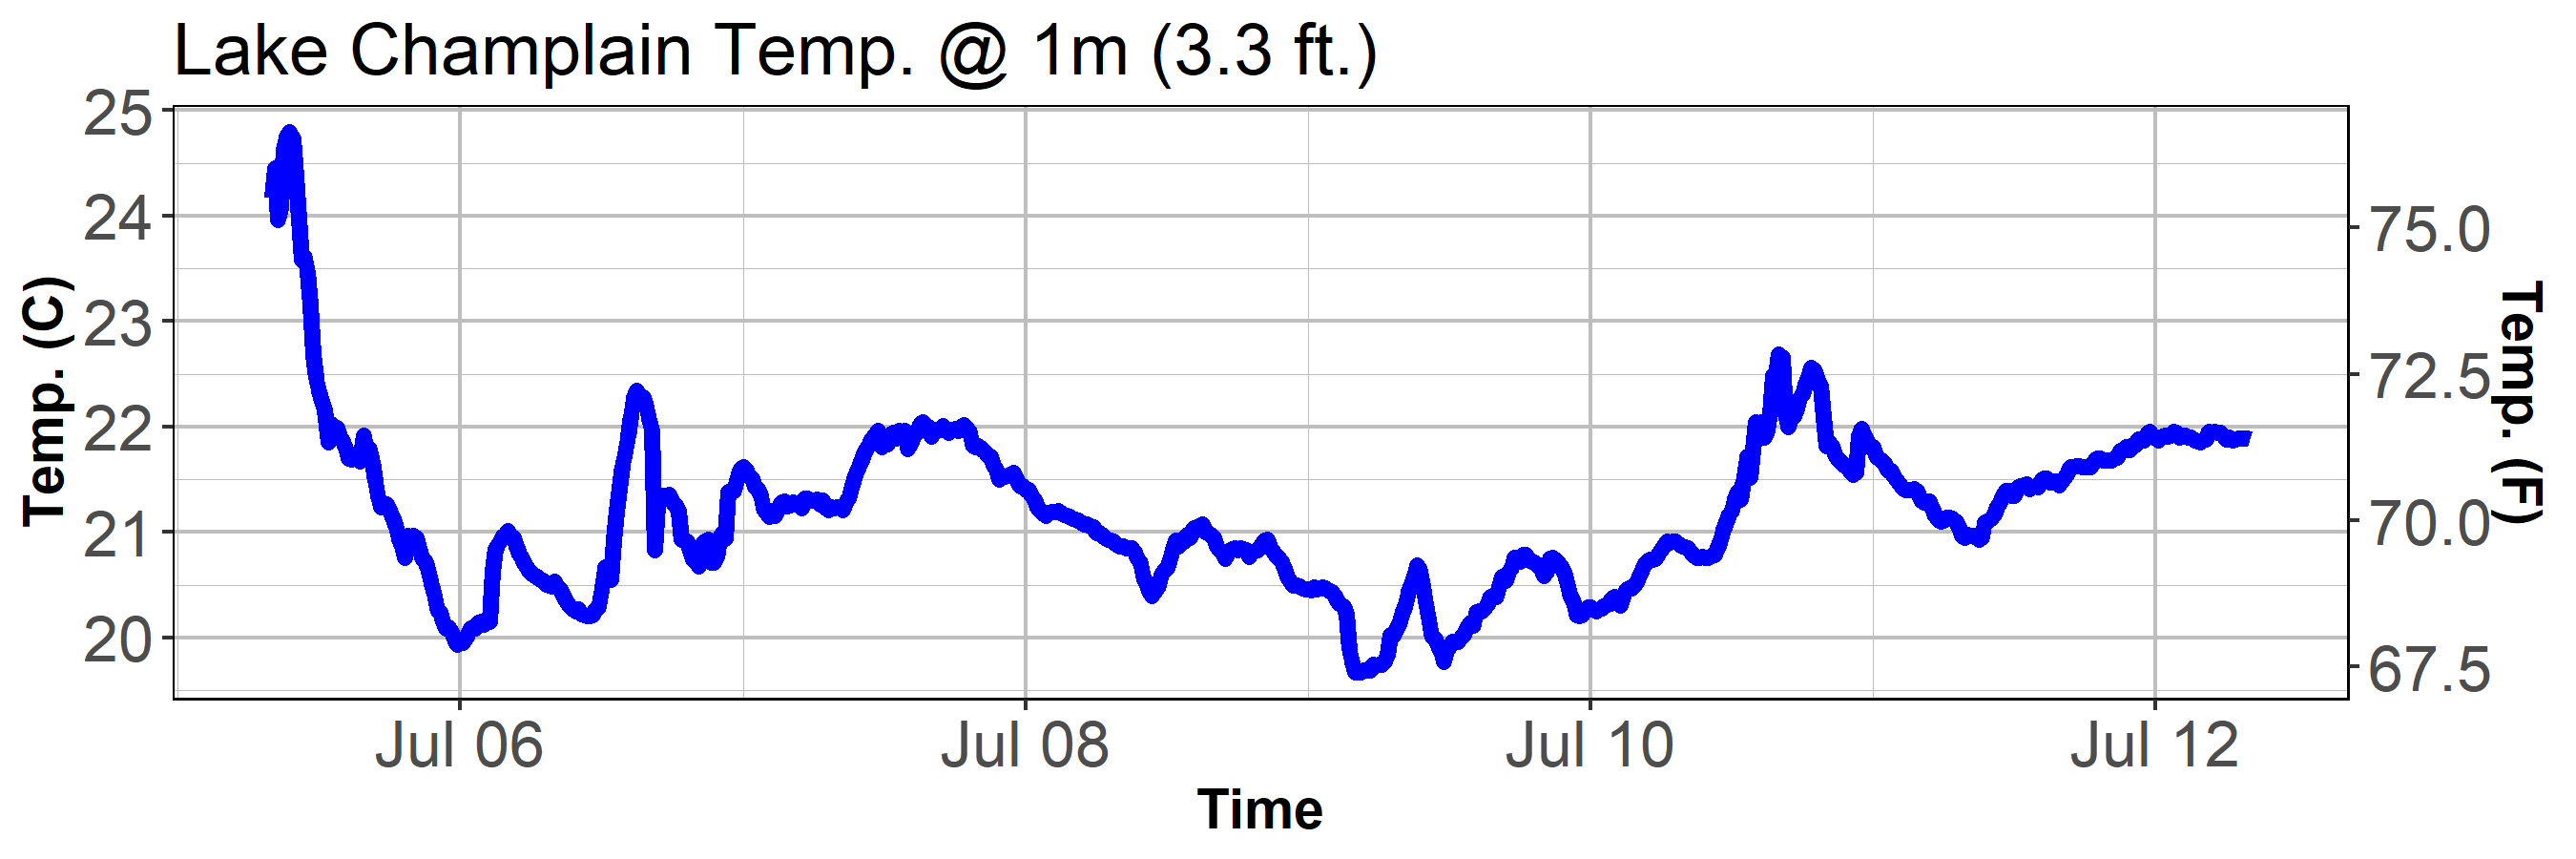 Lake Champlain Temp. @ 1m (3.3 ft.)
25
24
23
22
21
20
Temp. (C)
75.0
72.5
70.0
67.5
Temp. (F)
Jul 06
Jul 08
Jul 10
Jul 12
Time